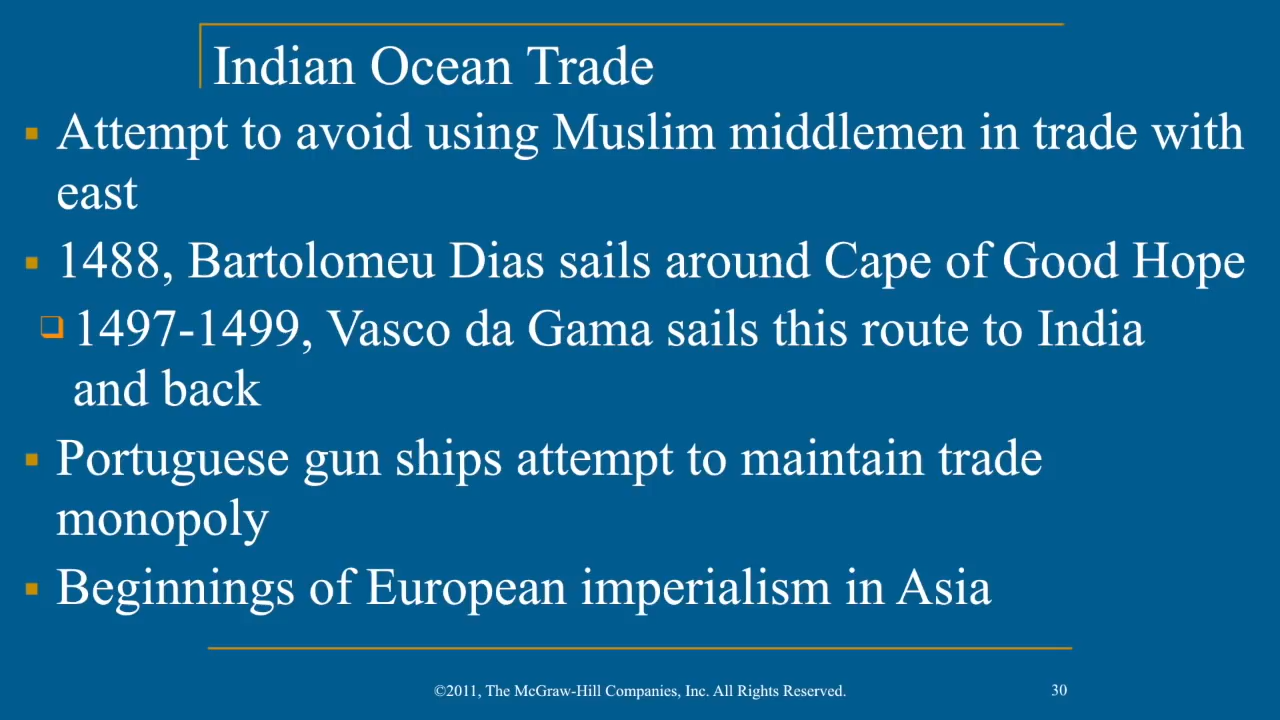 Indian Ocean Trade
Attempt to avoid using Muslim middlemen in trade with
east
1488, Bartolomeu Dias sails around Cape of Good Hope
1497-1499, Vasco da Gama sails this route to India
and back
Portuguese gun ships attempt to maintain trade
monopoly
Beginnings of European imperialism in Asia
©2011, The McGraw-Hill Companies, Inc. All Rights Reserved.
30